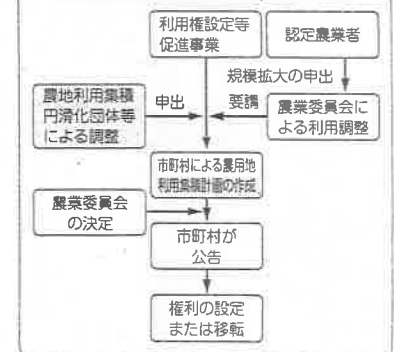 利用権設定等
促進事業
認定農業者
規模拡大の申出
農地利用集積
円滑化団体等
による調整
申出
要請
農業委員会に
よる利用調整
市町村による農用地
利用集積計画の作成
農業委員会
の決定
市町村が
公告
権利の設定
または移転